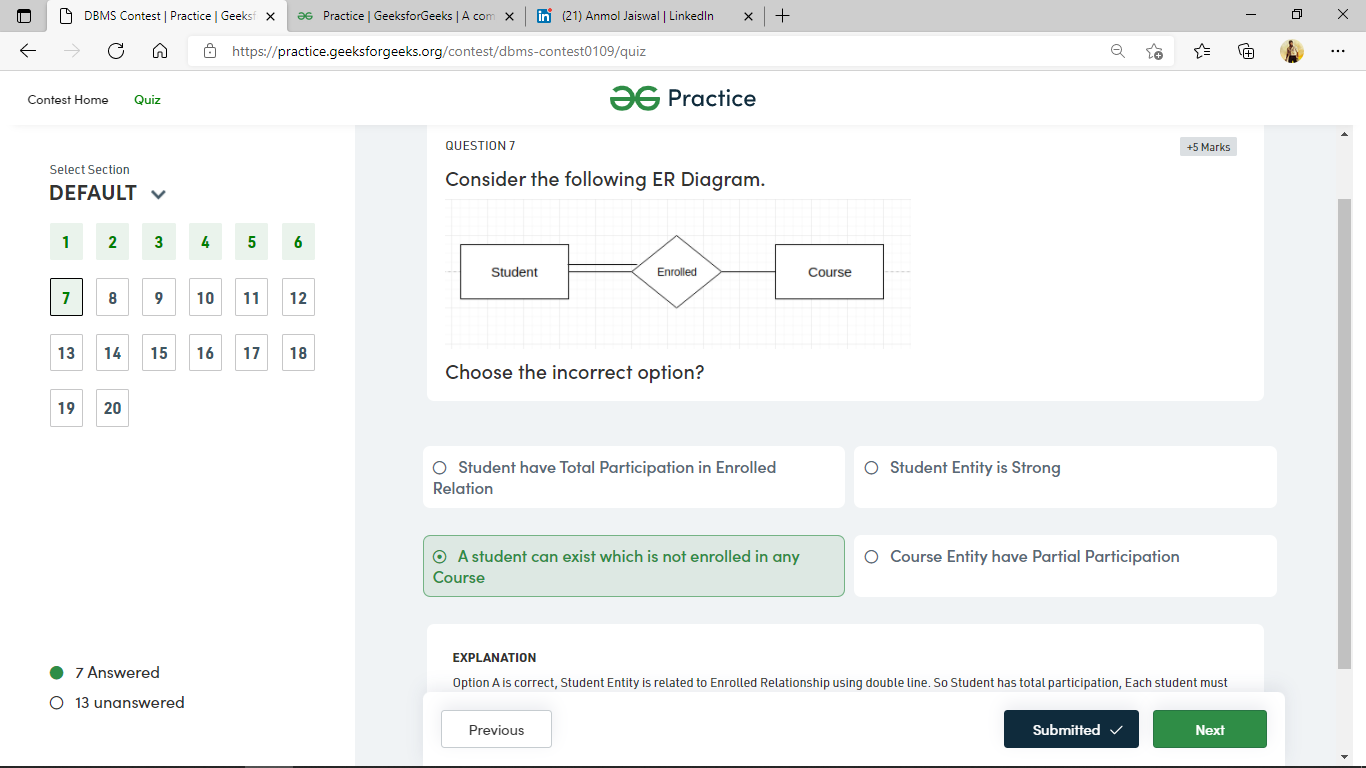 DBMS Contest | Practice | Geeksf
Practice | GeeksforGeeks | A com
(21) Anmol Jaiswal | LinkedIn
https://practice.geeksforgeeks.org/contest/dbms-contest0109/quiz
Contest Home
Quiz
Practice
Select Section
DEFAULT
1 2 3 4 5 6
7 8 9 10 11 12
13 14 15 16 17 18
19 20
7 Answered
13 unanswered
QUESTION 7
+5 Marks
Consider the following ER Diagram.
Student
Enrolled
Course
Choose the incorrect option?
Student have Total Participation in Enrolled
Relation
Student Entity is Strong
A student can exist which is not enrolled in any
Course
Course Entity have Partial Participation
EXPLANATION
Option A is correct, Student Entity is related to Enrolled Relationship using double line. So Student has total participation, Each student must
Previous
Submitted
Next